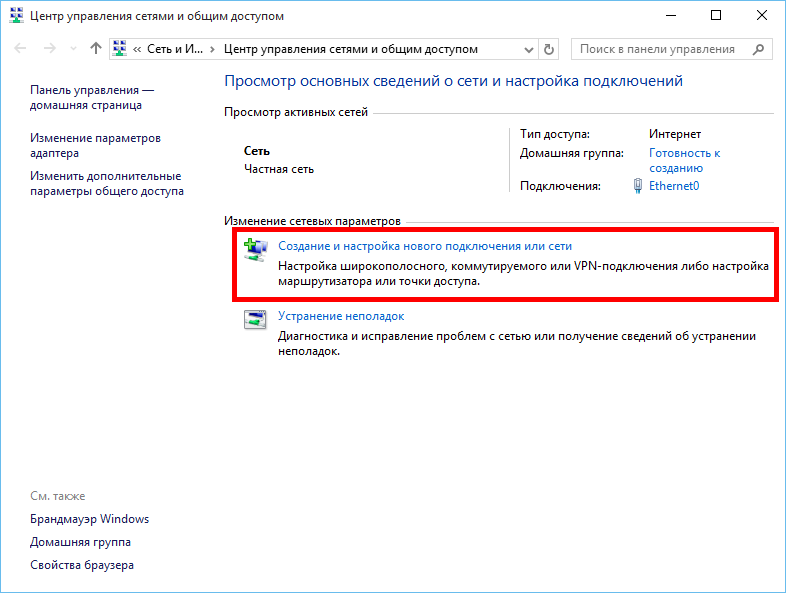 Центр управления сетями и общим доступом
« Сеть и И... › Центр управления сетями и общим доступом
Поиск в панели управления
Панель управления —
домашняя страница
Изменение параметров
адаптера
Изменить дополнительные
параметры общего доступа
Просмотр основных сведений о сети и настройка подключений
Просмотр активных сетей
Сеть
Частная сеть
Тип доступа: Интернет
Домашняя группа: Готовность к
созданию
Подключения: Ethernet0
Изменение сетевых параметров
Создание и настройка нового подключения или сети
Настройка широкополосного, коммутируемого или VPN-подключения либо настройка
маршрутизатора или точки доступа.
Устранение неполадок
Диагностика и исправление проблем с сетью или получение сведений об устранении
неполадок.
См. также
Брандмауэр Windows
Домашняя группа
Свойства браузера